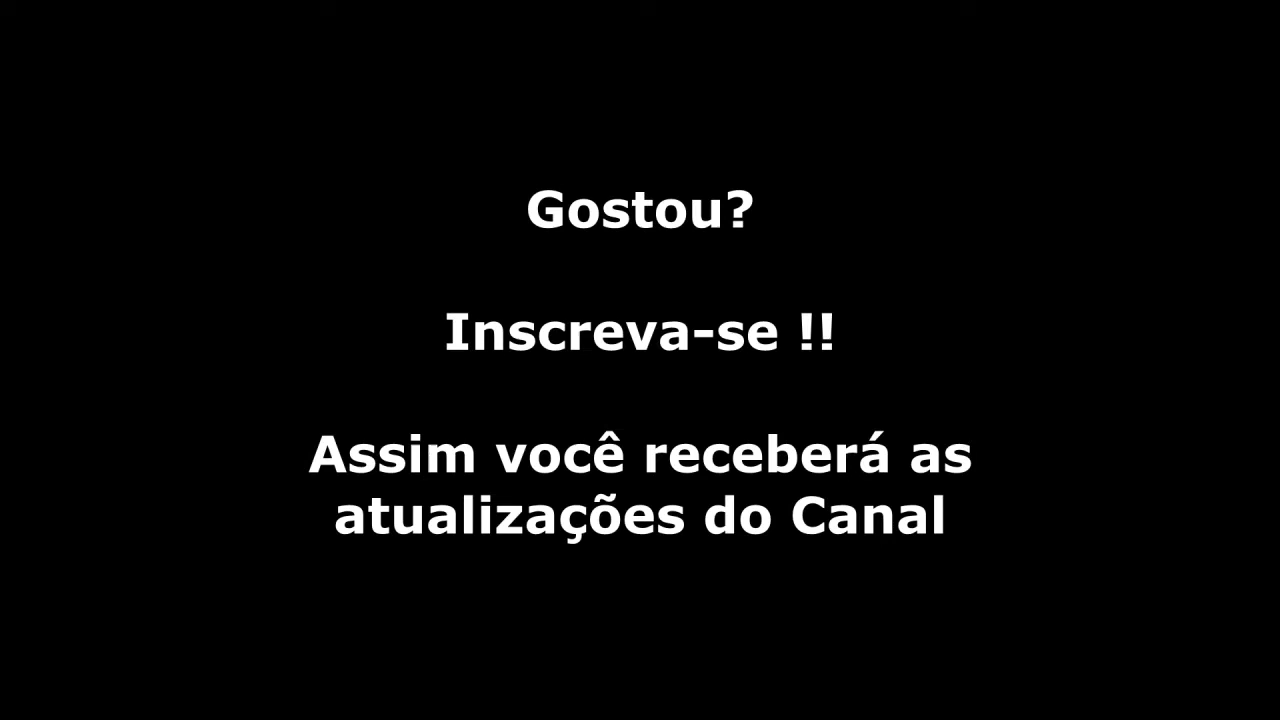 Gostou?
Inscreva-se !!
Assim você receberá as
atualizações do Canal